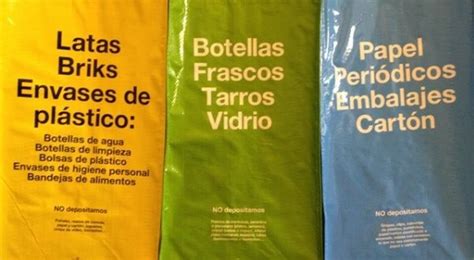 Latas
Briks
Envases de
plástico:
Botellas de agua
Botellas de limpieza
Bolsas de plástico
Envases de higiene personal
Bandejas de alimentos
NO depositamos
Botellas
Frascos
Tarros
Vidrio
NO depositamos
Papel
Periódicos
Embalajes
Cartón
NO depositamos